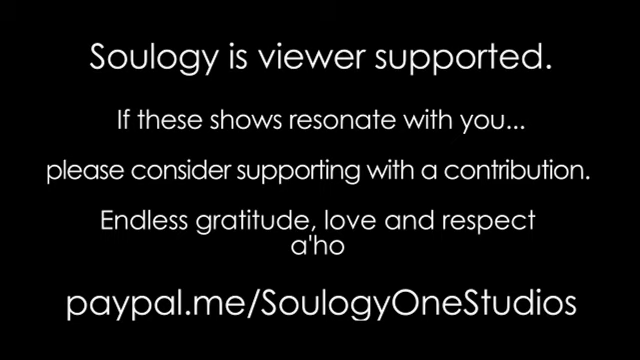 Soulogy is viewer supported.
If these shows resonate with you...
please consider supporting with a contribution.
Endless gratitude, love and respect
a'ho
paypal.me/SoulogyOneStudios